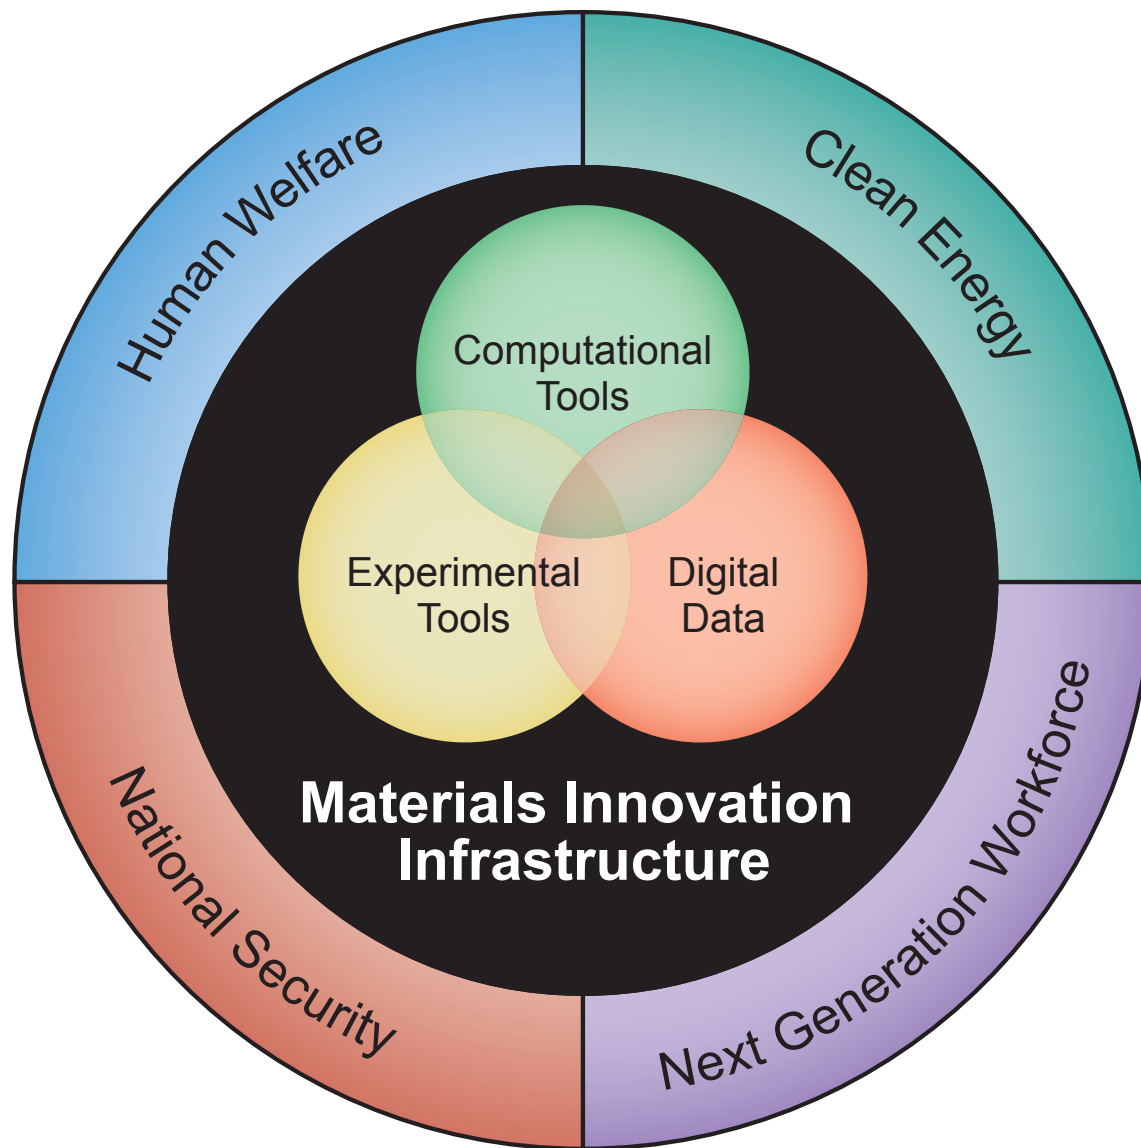 Human Welfare
Clean Energy
Computational
Tools
Experimental
Tools
Digital
Data
Materials Innovation
Infrastructure
National Security
Next Generation Workforce